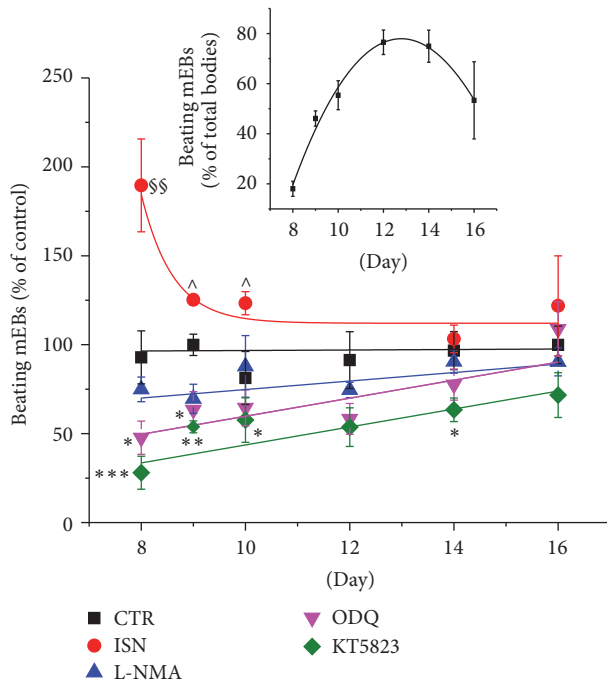 80
60
40
20
Beating mEBs
(% of total bodies)
8 10 12 14 16
(Day)
250
200
150
100
50
0
Beating mEBs (% of control)
§§
^
^
*
*
**
*
***
*
8 10 12 14 16
(Day)
CTR
ISN
L-NMA
ODQ
KT5823